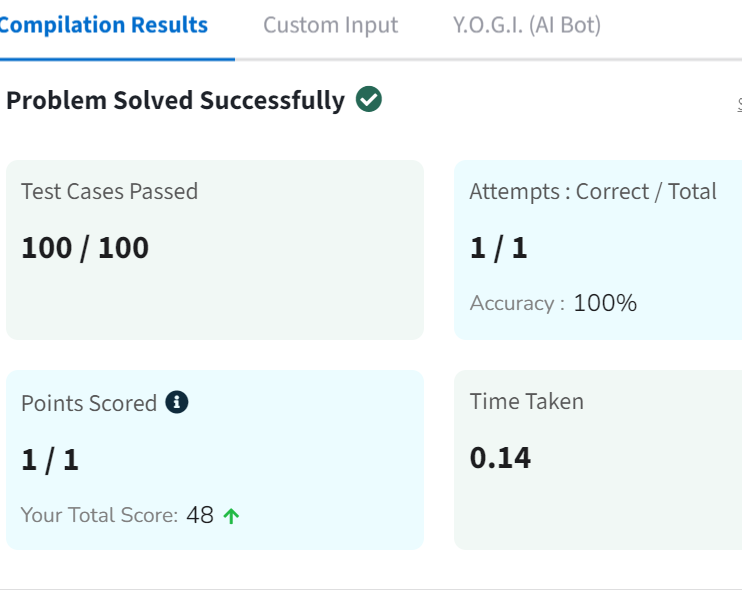 Compilation Results Custom Input Y.O.G.I. (AI Bot)
Problem Solved Successfully
Test Cases Passed
100 / 100
Attempts : Correct / Total
1 / 1
Accuracy : 100%
Points Scored
1 / 1
Your Total Score: 48
Time Taken
0.14